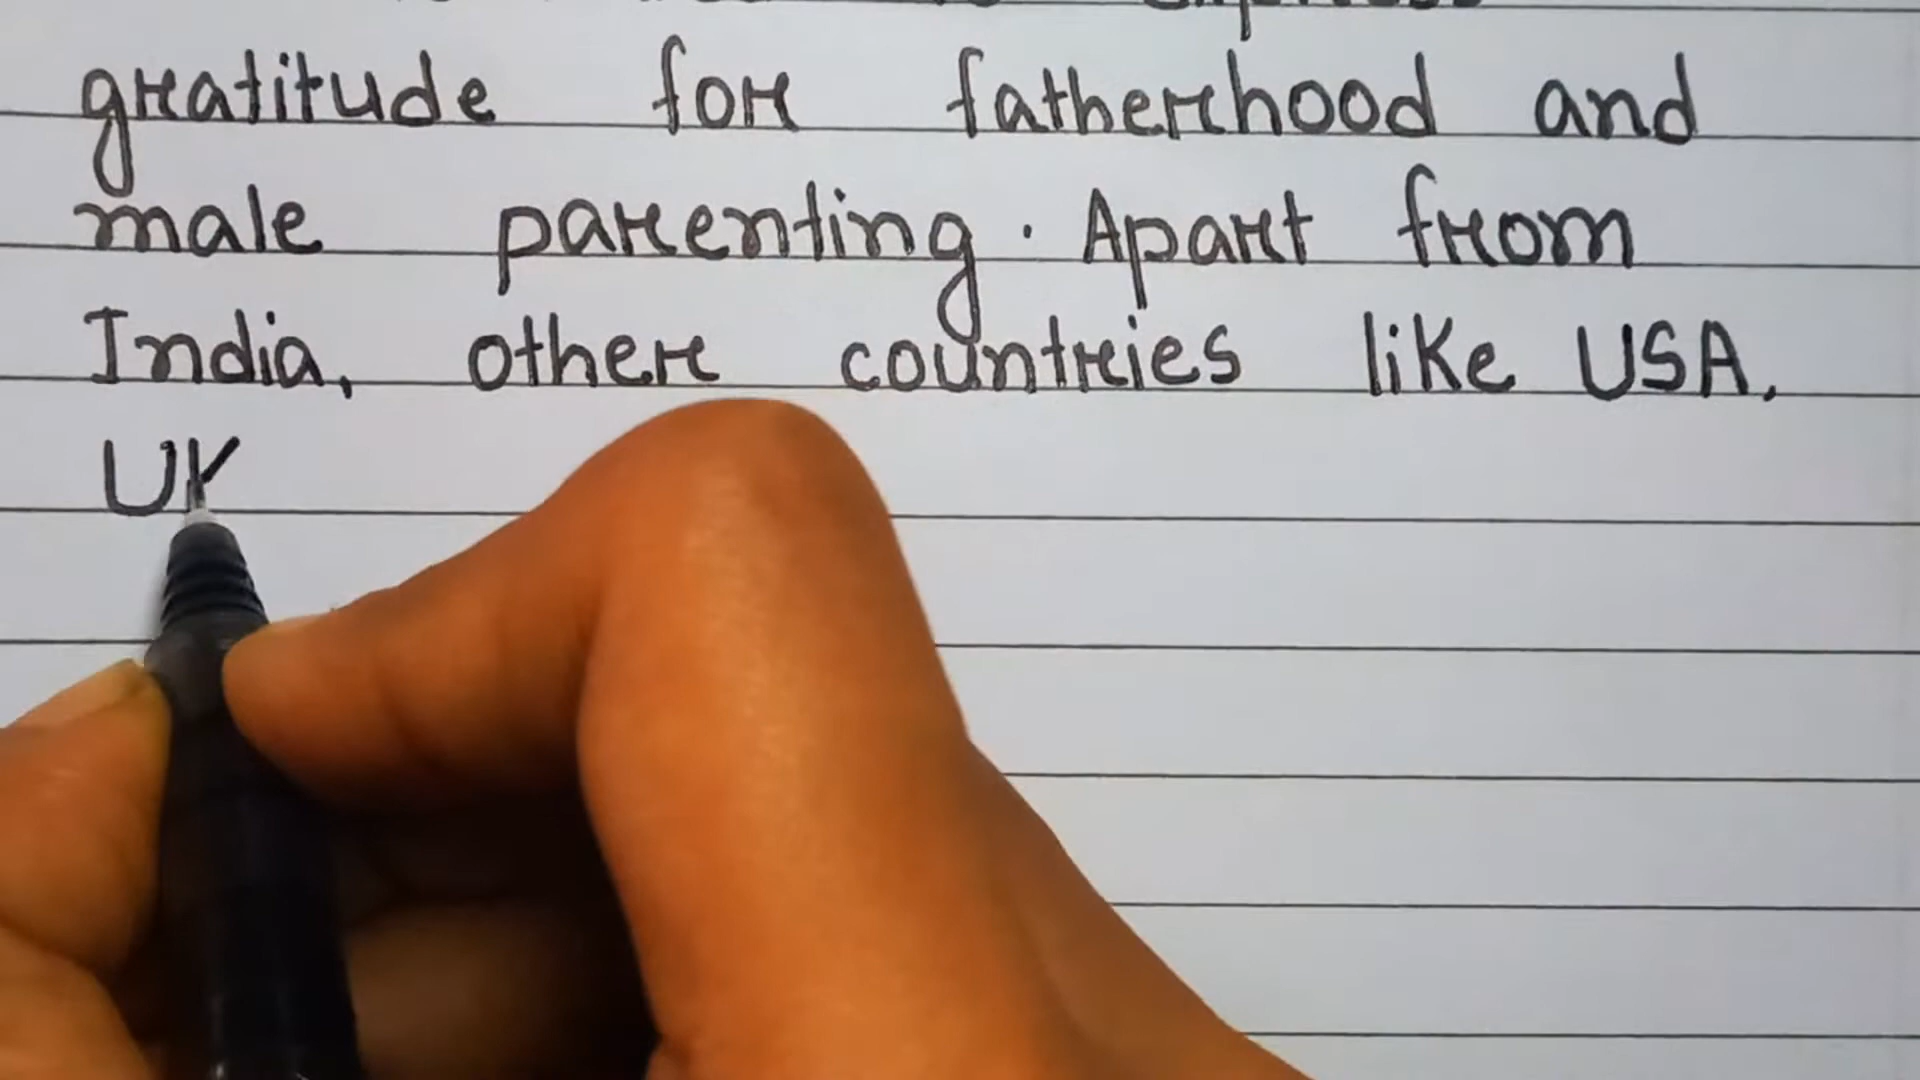 gratitude for fatherhood and
male parenting. Apart from
India, other countries like USA,
UK